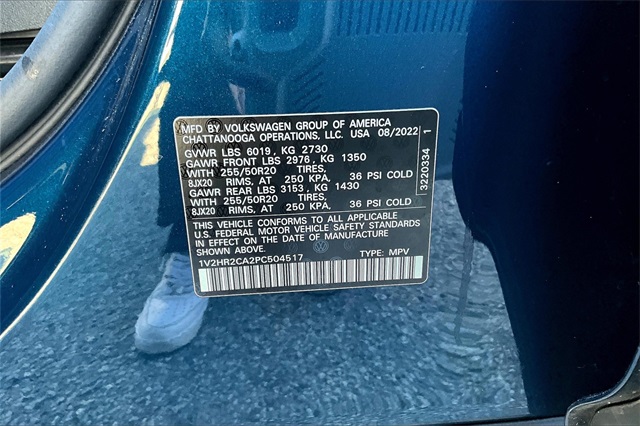 MFD BY VOLKSWAGEN GROUP OF AMERICA
CHATTANOOGA OPERATIONS, LLC. USA 08/2022
GVWR LBS 6019, KG 2730
GAWR FRONT LBS 2976, KG 1350
WITH 255/50R20 TIRES,
8JX20 RIMS, AT 250 KPA, 36 PSI COLD
GAWR REAR LBS 3153, KG 1430
WITH 255/50R20 TIRES,
8JX20 RIMS, AT 250 KPA, 36 PSI COLD
THIS VEHICLE CONFORMS TO ALL APPLICABLE
U.S. FEDERAL MOTOR VEHICLE SAFETY STANDARDS
IN EFFECT ON THE DATE OF MANUFACTURE
SHOWN ABOVE
1V2HR2CA2PC504517 TYPE: MPV
3220334 1